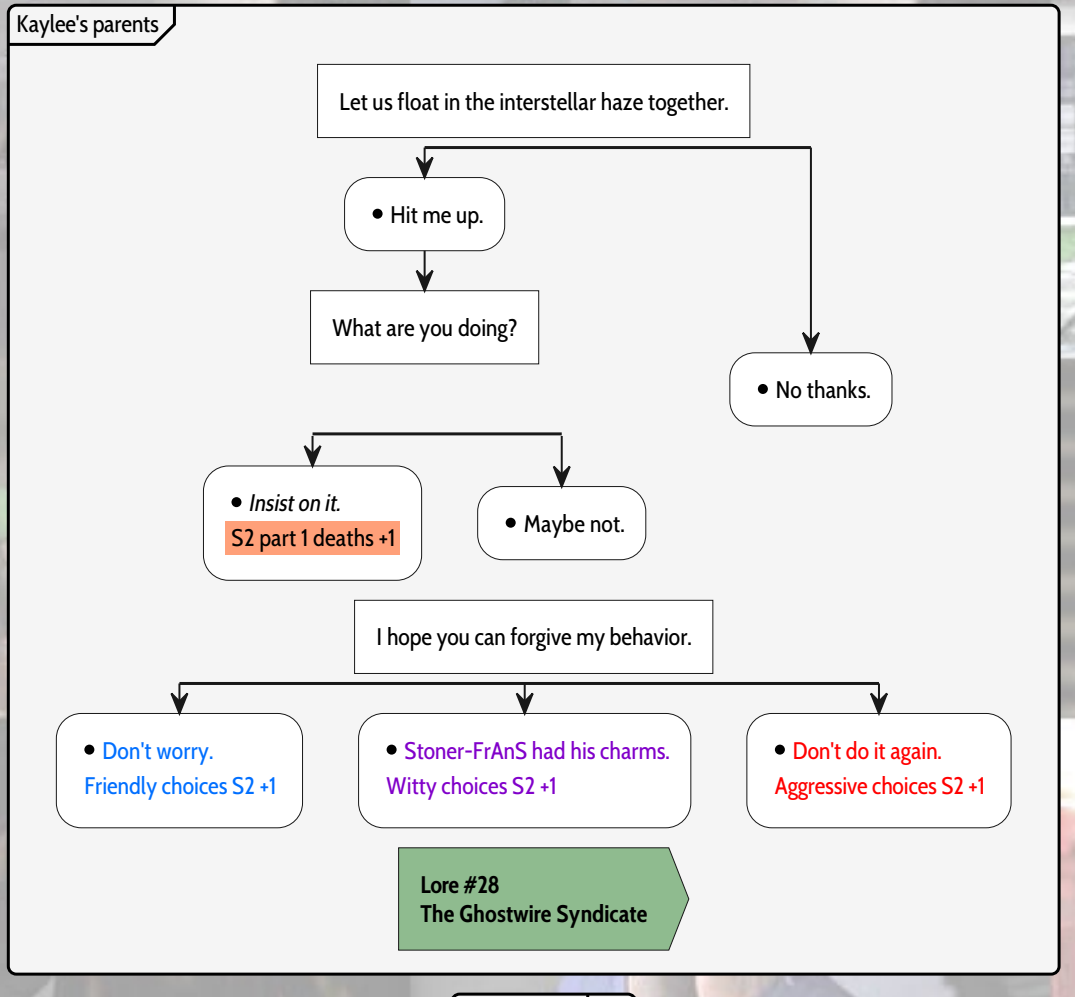 Kaylee's parents
Let us float in the interstellar haze together.
• Hit me up.
What are you doing?
• No thanks.
• Insist on it.
S2 part 1 deaths +1
• Maybe not.
I hope you can forgive my behavior.
• Don't worry.
Friendly choices S2 +1
• Stoner-FrAnS had his charms.
Witty choices S2 +1
• Don't do it again.
Aggressive choices S2 +1
Lore #28
The Ghostwire Syndicate